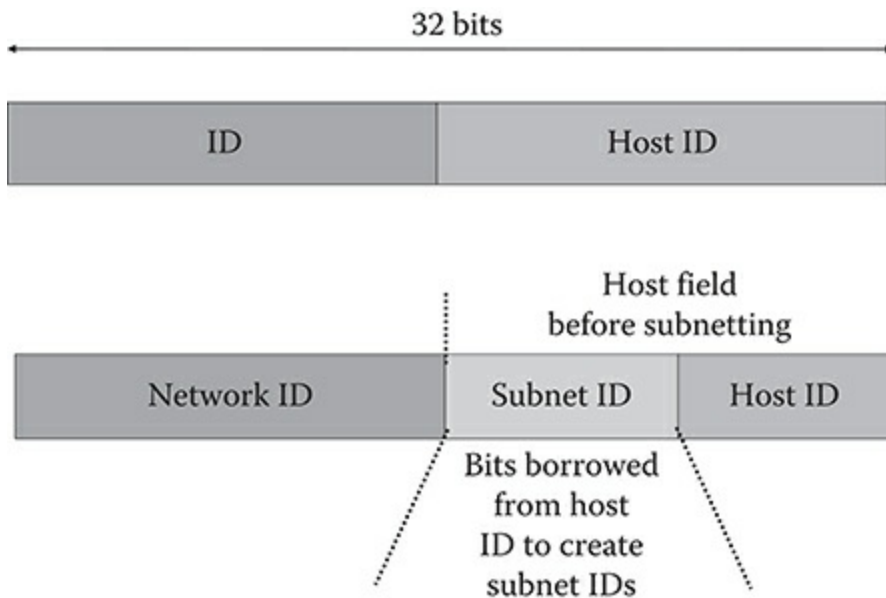 32 bits
ID
Host ID
Host field
before subnetting
Network ID
Subnet ID
Host ID
Bits borrowed
from host
ID to create
subnet IDs